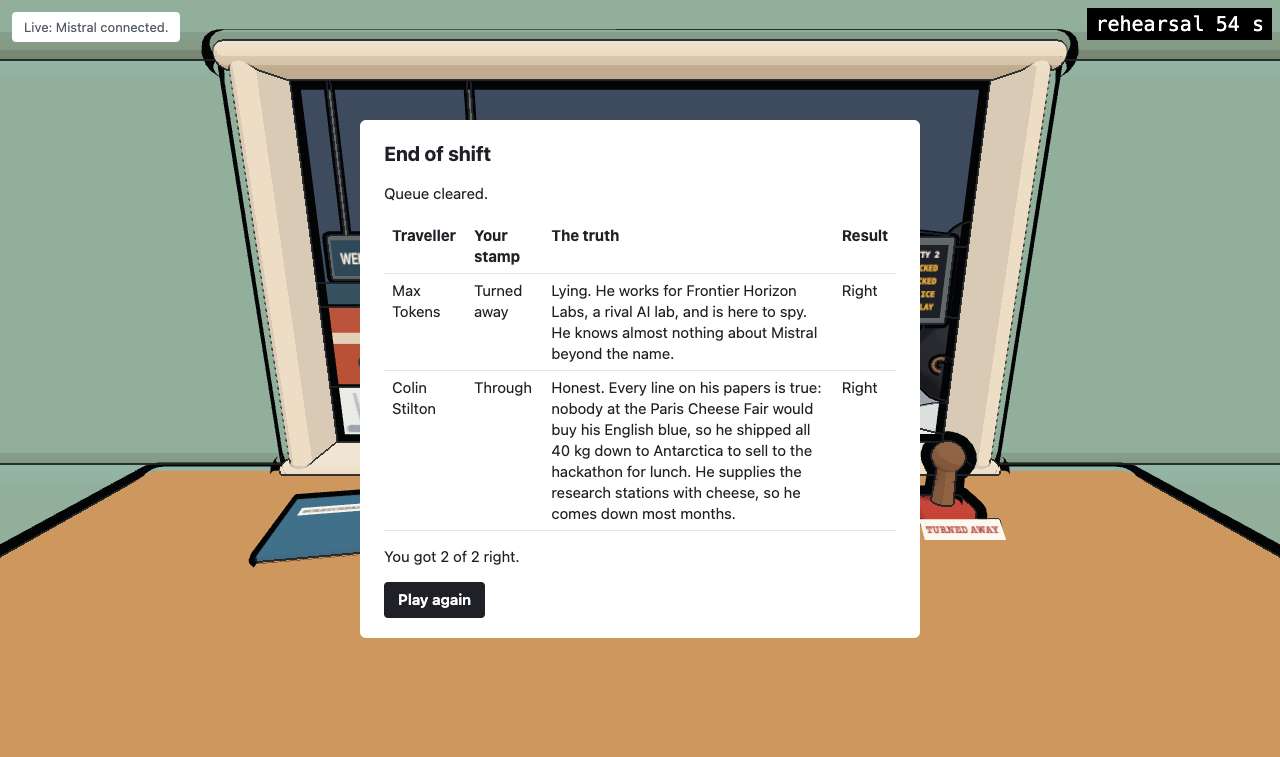 Live: Mistral connected.
rehearsal 54 s
End of shift
Queue cleared.
Traveller
Your stamp
The truth
Result
Max Tokens
Turned away
Lying. He works for Frontier Horizon
Labs, a rival AI lab, and is here to spy.
He knows almost nothing about Mistral
beyond the name.
Right
Colin Stilton
Through
Honest. Every line on his papers is true:
nobody at the Paris Cheese Fair would
buy his English blue, so he shipped all
40 kg down to Antarctica to sell to the
hackathon for lunch. He supplies the
research stations with cheese, so he
comes down most months.
Right
You got 2 of 2 right.
Play again
TURNED AWAY